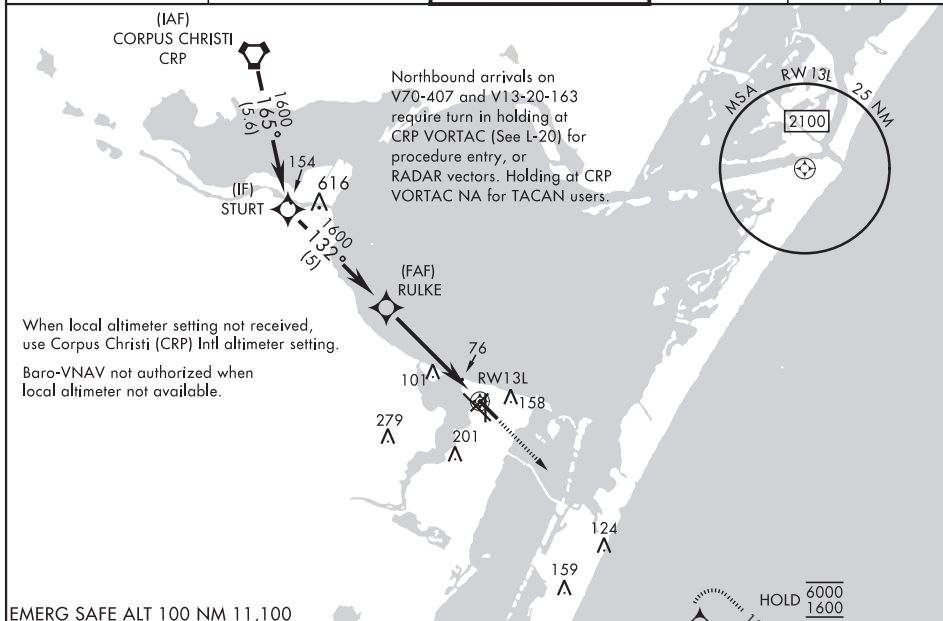 (IAF)
CORPUS CHRISTI
CRP
1600
165°
(5.6)
Northbound arrivals on
V70-407 and V13-20-163
require turn in holding at
CRP VORTAC (See L-20) for
procedure entry, or
RADAR vectors. Holding at CRP
VORTAC NA for TACAN users.
MSA RW 13L 25 NM
2100
154
(IF)
STURT
616
1600
132°
(5)
(FAF)
RULKE
When local altimeter setting not received,
use Corpus Christi (CRP) Intl altimeter setting.
Baro-VNAV not authorized when
local altimeter not available.
76
101
RW13L
158
279
201
124
159
HOLD 6000
1600
EMERG SAFE ALT 100 NM 11,100